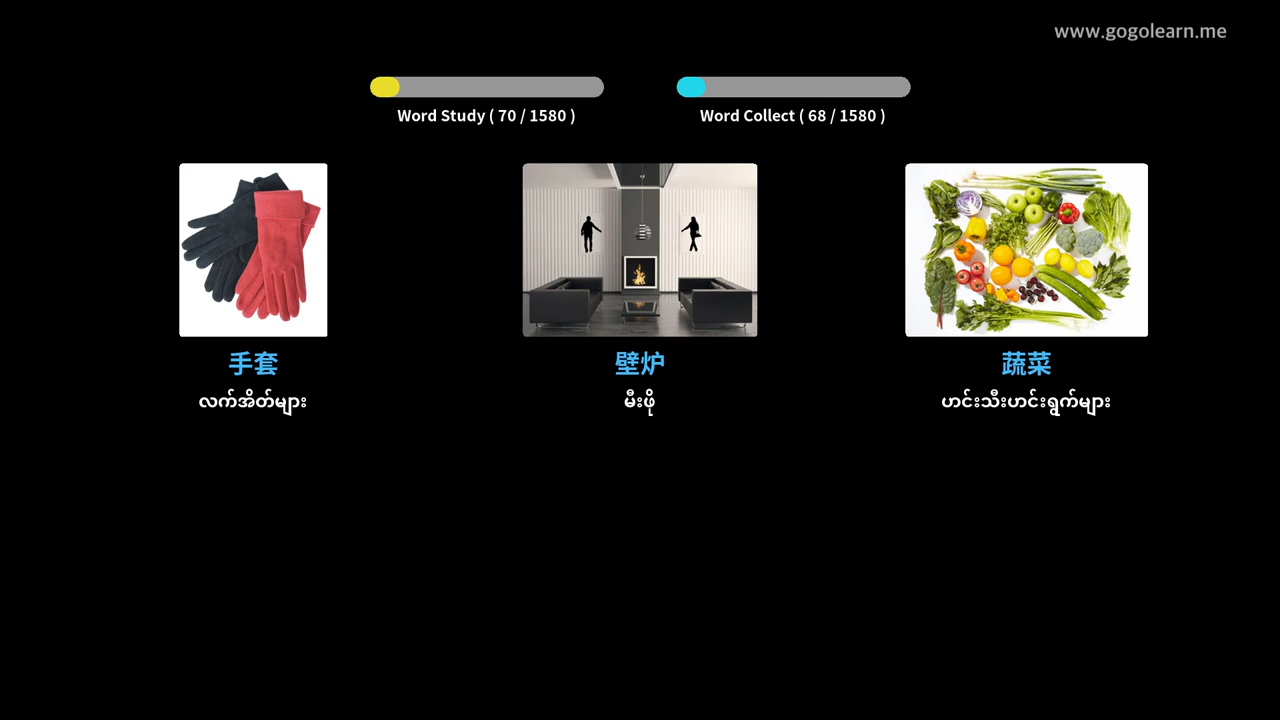 www.gogolearn.me
Word Study ( 70 / 1580 )
Word Collect ( 68 / 1580 )
手套
壁炉
蔬菜
လက်အိတ်များ
မီးဖို
ဟင်းသီးဟင်းရွက်များ